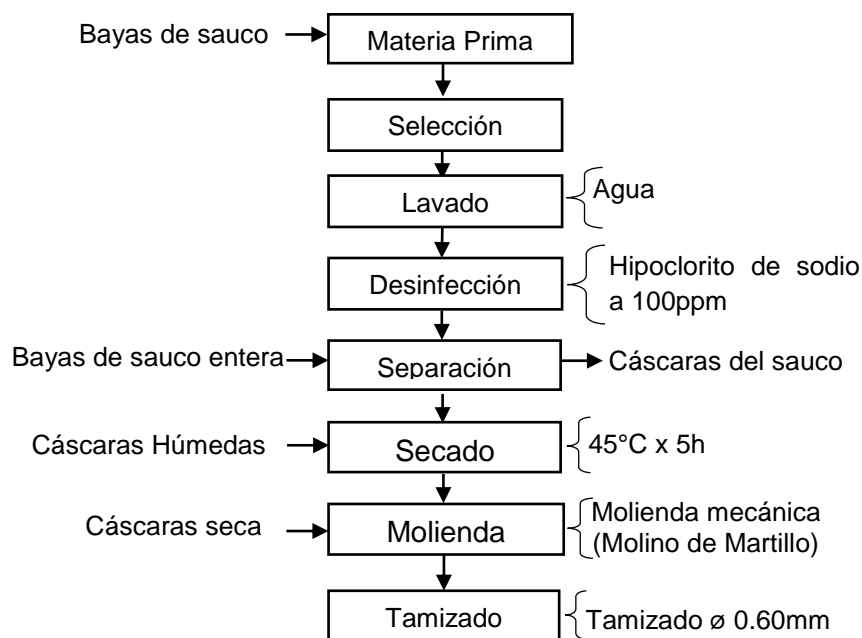 Bayas de sauco
Materia Prima
Selección
Lavado
Agua
Desinfección
Hipoclorito de sodio
a 100ppm
Bayas de sauco entera
Separación
Cáscaras del sauco
Cáscaras Húmedas
Secado
45°C x 5h
Cáscaras seca
Molienda
Molienda mecánica
(Molino de Martillo)
Tamizado
Tamizado ø 0.60mm